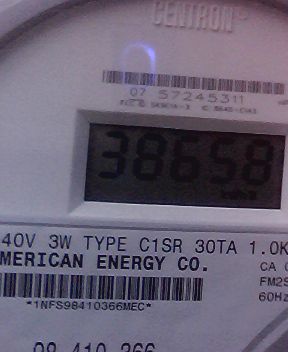 CENTRON
07 57245311
38658
40V 3W TYPE C1SR 30TA 1.0K
MERICAN ENERGY CO.
CA
FM2S
60Hz
*1NFS98410366MEC*
98 410 366